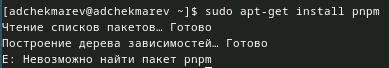 [adchekmarev@adchekmarev ~]$ sudo apt-get install pnpm
Чтение списков пакетов… Готово
Построение дерева зависимостей… Готово
E: Невозможно найти пакет pnpm